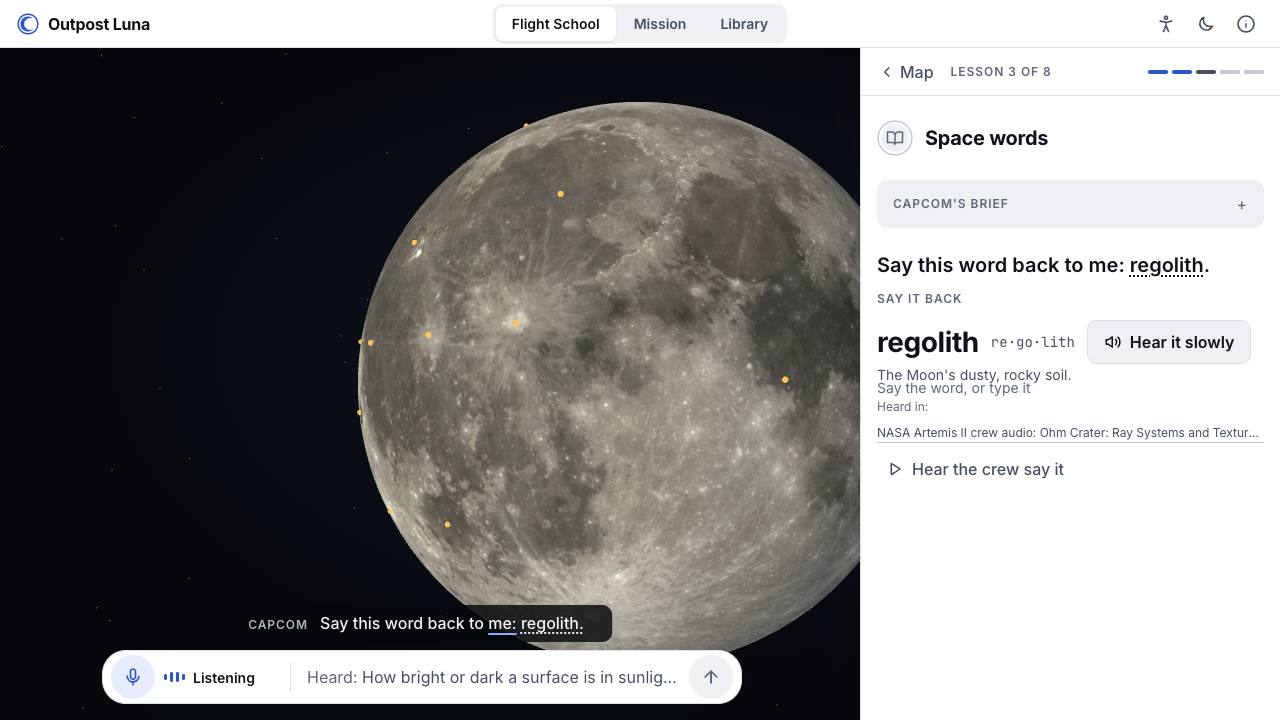 Outpost Luna
Flight School
Mission
Library
Map
LESSON 3 OF 8
Space words
CAPCOM'S BRIEF
+
Say this word back to me: regolith.
SAY IT BACK
regolith re·go·lith
Hear it slowly
The Moon's dusty, rocky soil.
Say the word, or type it
Heard in:
NASA Artemis II crew audio: Ohm Crater: Ray Systems and Textur...
Hear the crew say it
CAPCOM Say this word back to me: regolith.
Listening
Heard: How bright or dark a surface is in sunlig...